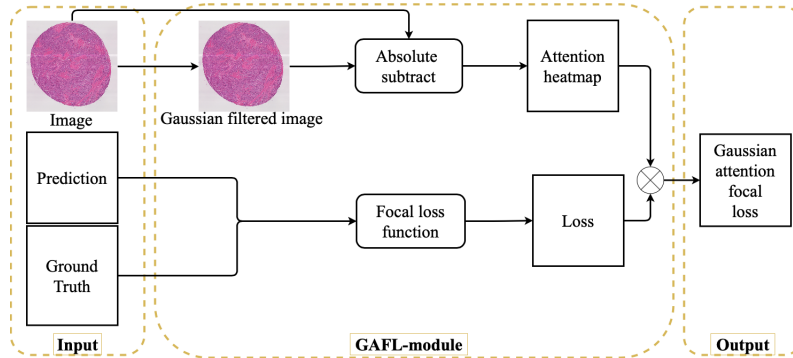 Image
Gaussian filtered image
Absolute
subtract
Attention
heatmap
Prediction
Ground
Truth
Focal loss
function
Loss
Gaussian
attention
focal
loss
Input
GAFL-module
Output